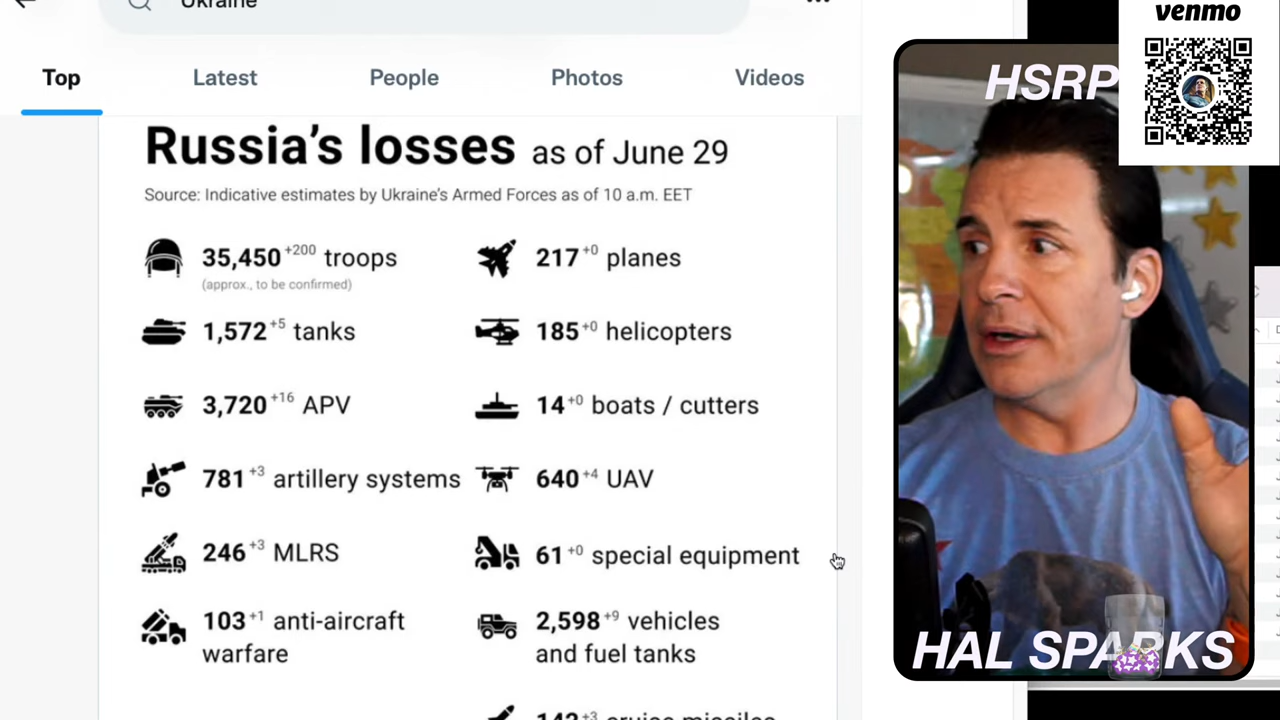 Ukraine
Top Latest People Photos Videos
Russia's losses as of June 29
Source: Indicative estimates by Ukraine's Armed Forces as of 10 a.m. EET
35,450 +200 troops
(approx., to be confirmed)
217 +0 planes
1,572 +5 tanks
185 +0 helicopters
3,720 +16 APV
14 +0 boats / cutters
781 +3 artillery systems
640 +4 UAV
246 +3 MLRS
61 +0 special equipment
103 +1 anti-aircraft
warfare
2,598 +9 vehicles
and fuel tanks
142 +3 cruise missiles
venmo
HSRP
HAL SPARKS